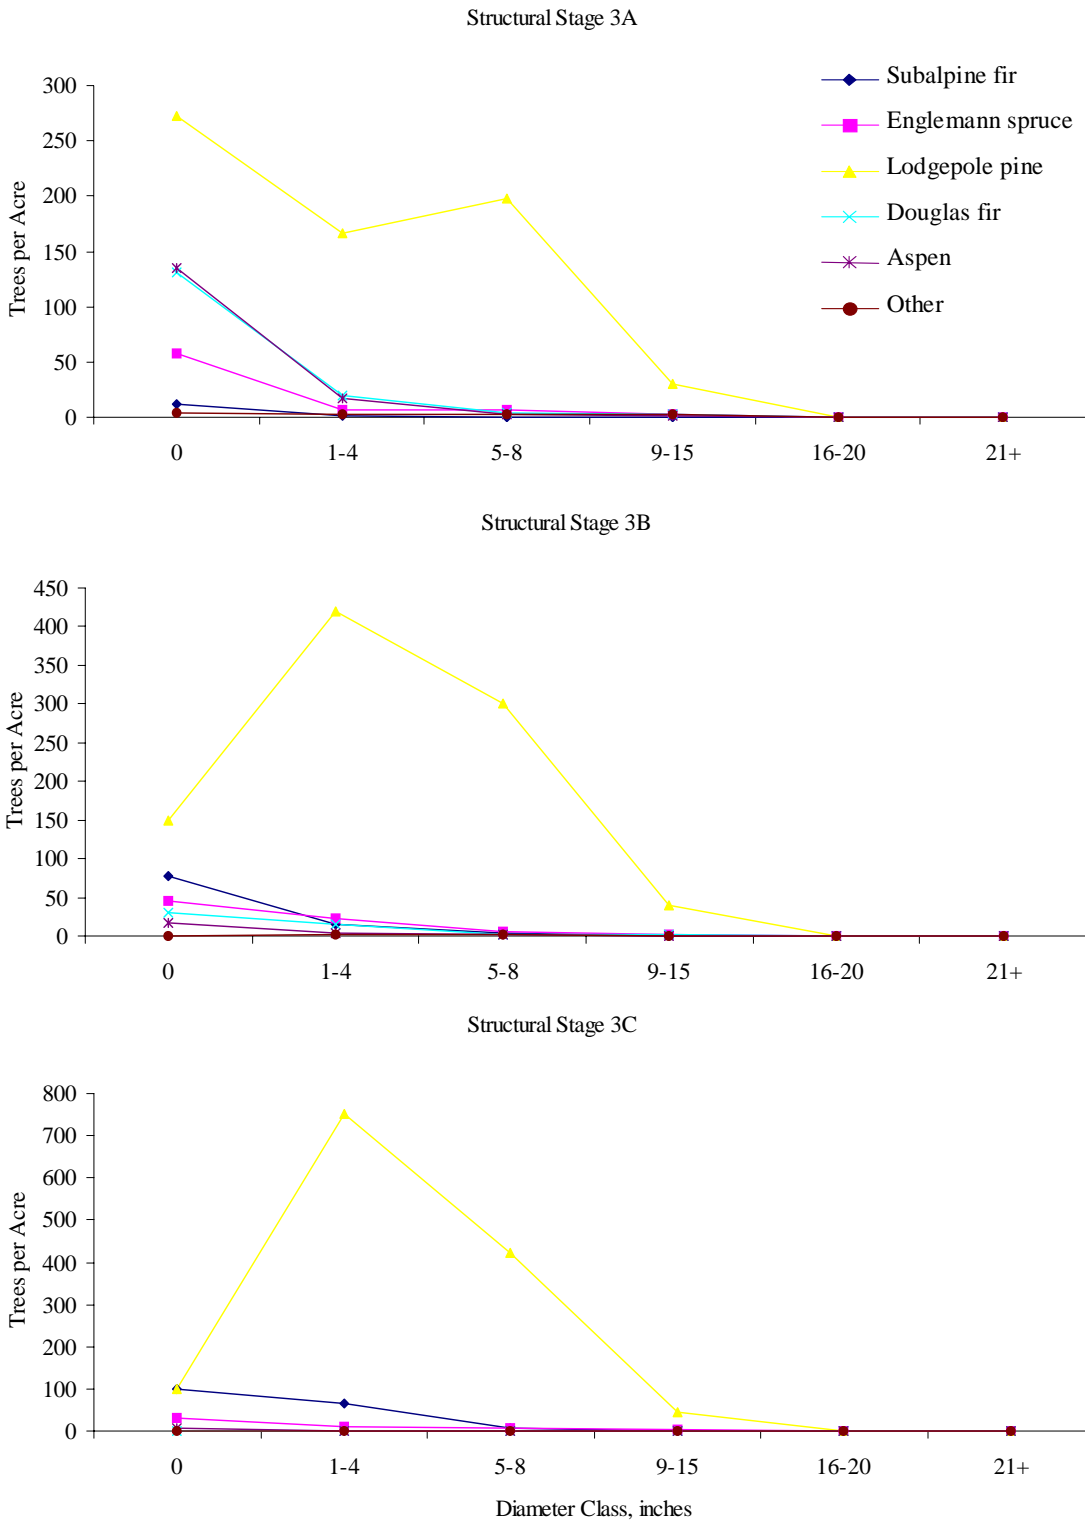 Structural Stage 3A
Subalpine fir
Englemann spruce
Lodgepole pine
Douglas fir
Aspen
Other
Trees per Acre
300
250
200
150
100
50
0
0 1-4 5-8 9-15 16-20 21+
Structural Stage 3B
Trees per Acre
450
400
350
300
250
200
150
100
50
0
0 1-4 5-8 9-15 16-20 21+
Structural Stage 3C
Trees per Acre
800
700
600
500
400
300
200
100
0
0 1-4 5-8 9-15 16-20 21+
Diameter Class, inches